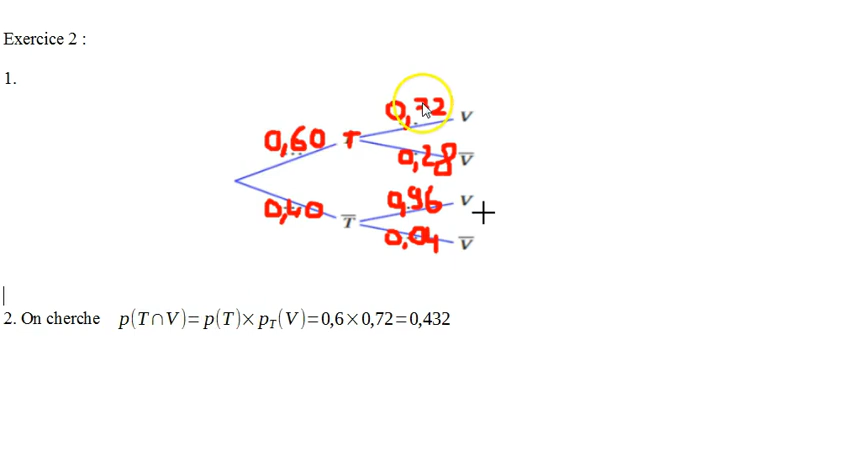 Exercice 2 :
1.
0,72 V
0,60 T
0,28 V̅
0,96 V
0,40 T̅
0,04 V̅
2. On cherche p(T∩V)=p(T)×p_T(V)=0,6×0,72=0,432